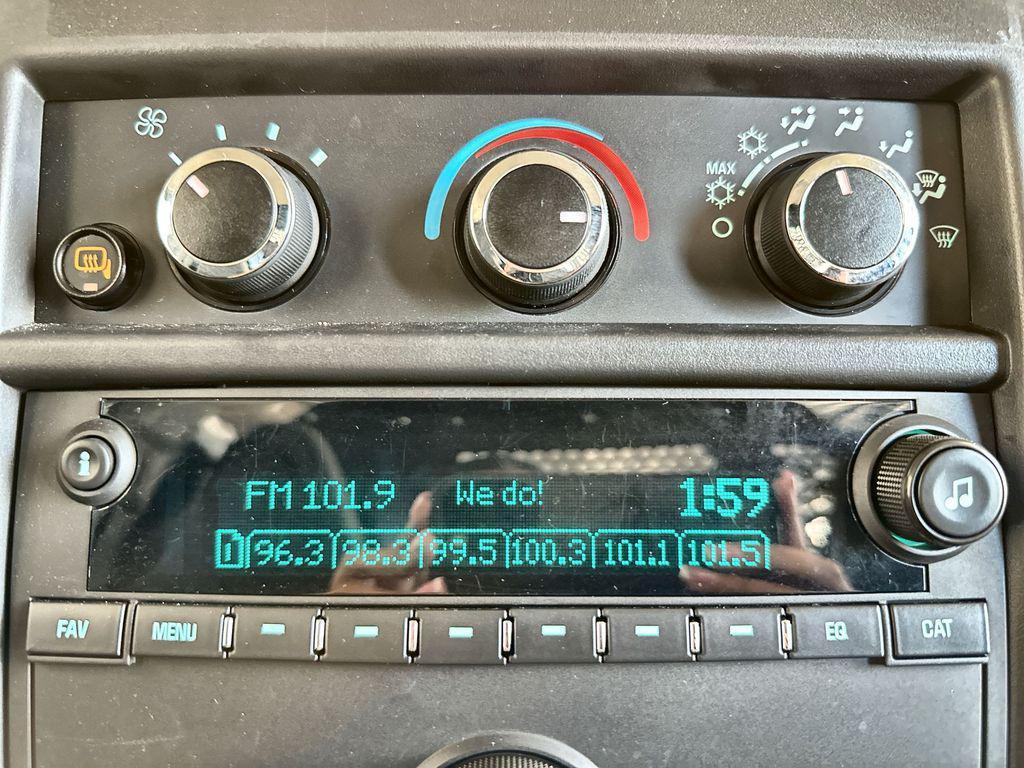 MAX
FM 101.9 We do! 1:59
1 96.3 98.3 99.5 100.3 101.1 101.5
FAV MENU EQ CAT